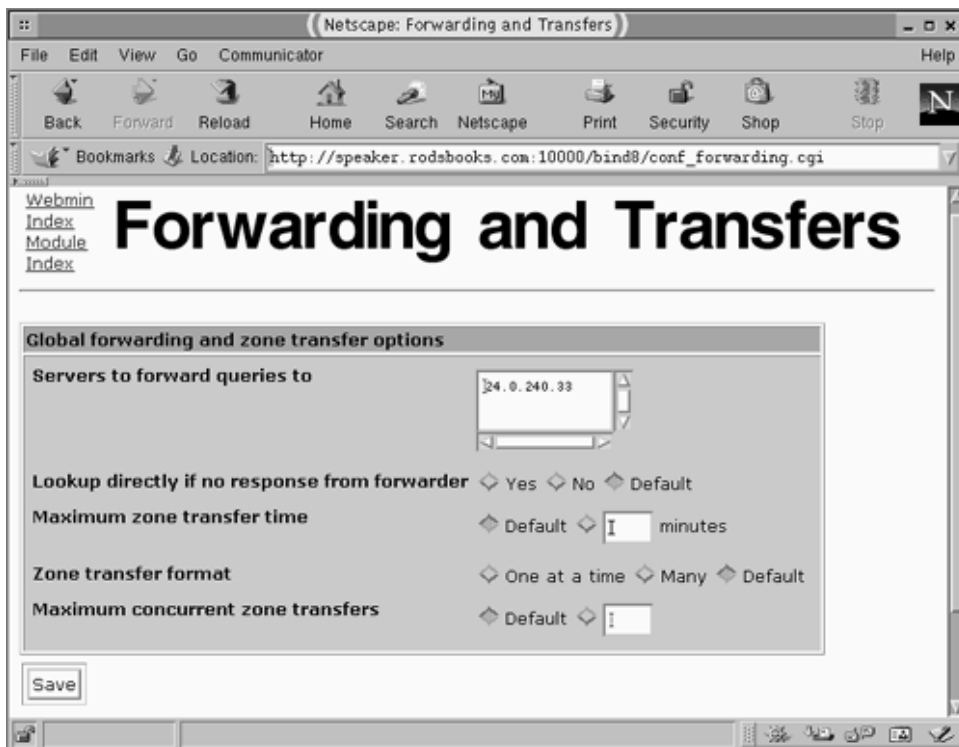 Netscape: Forwarding and Transfers
File Edit View Go Communicator Help
Back Forward Reload Home Search Netscape Print Security Shop Stop
My
N
Bookmarks Location: http://speaker.rodsbooks.com:10000/bind8/conf_forwarding.cgi
Webmin
Index
Module
Index
Forwarding and Transfers
Global forwarding and zone transfer options
Servers to forward queries to
24.0.240.33
Lookup directly if no response from forwarder Yes No Default
Maximum zone transfer time Default minutes
Zone transfer format One at a time Many Default
Maximum concurrent zone transfers Default
Save